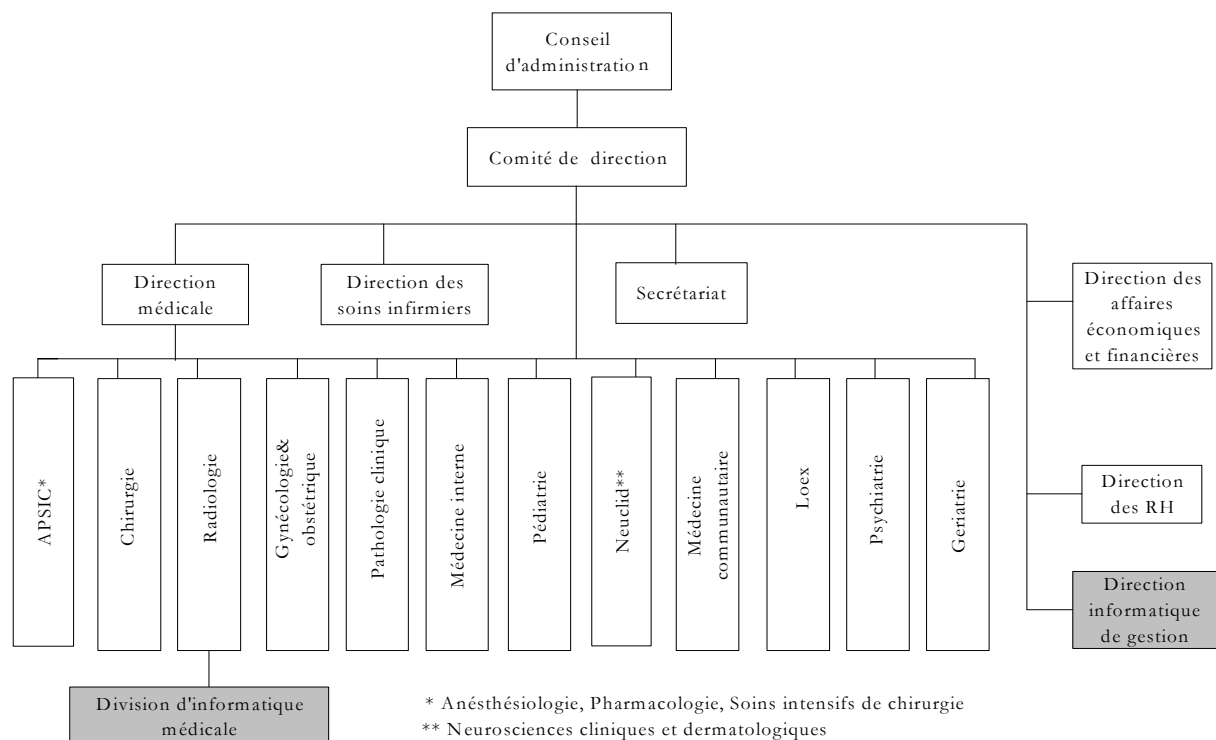 Conseil
d'administration
Comité de direction
Direction
médicale
Direction des
soins infirmiers
Secrétariat
Direction des
affaires
économiques
et financières
APSIC*
Chirurgie
Radiologie
Gynécologie&
obstétrique
Pathologie clinique
Médecine interne
Pédiatrie
Neuclid**
Médecine
communautaire
Loex
Psychiatrie
Geriatrie
Direction
des RH
Direction
informatique
de gestion
Division d'informatique
médicale
* Anésthésiologie, Pharmacologie, Soins intensifs de chirurgie
** Neurosciences cliniques et dermatologiques